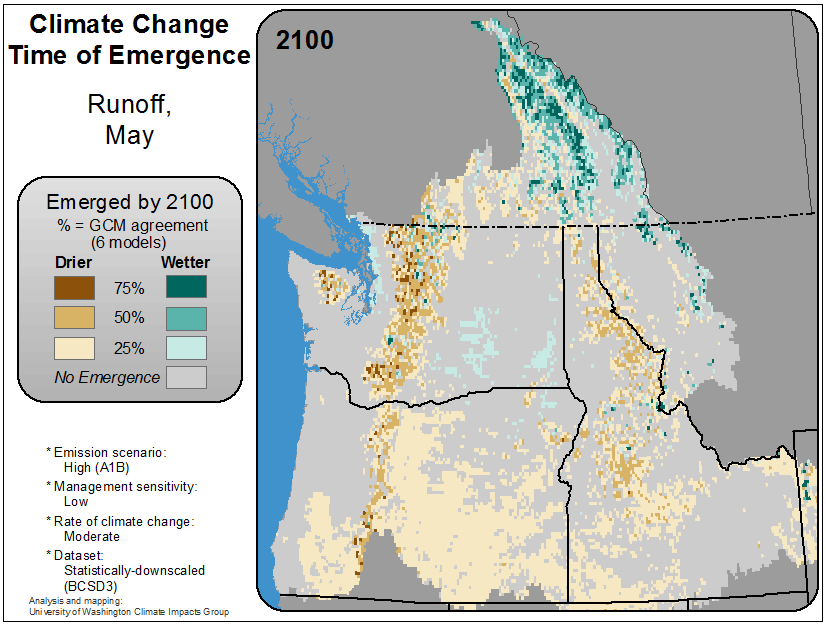 Climate Change
Time of Emergence
Runoff,
May
2100
Emerged by 2100
% = GCM agreement
(6 models)
Drier Wetter
75%
50%
25%
No Emergence
* Emission scenario:
High (A1B)
* Management sensitivity:
Low
* Rate of climate change:
Moderate
* Dataset:
Statistically-downscaled
(BCSD3)
Analysis and mapping:
University of Washington Climate Impacts Group